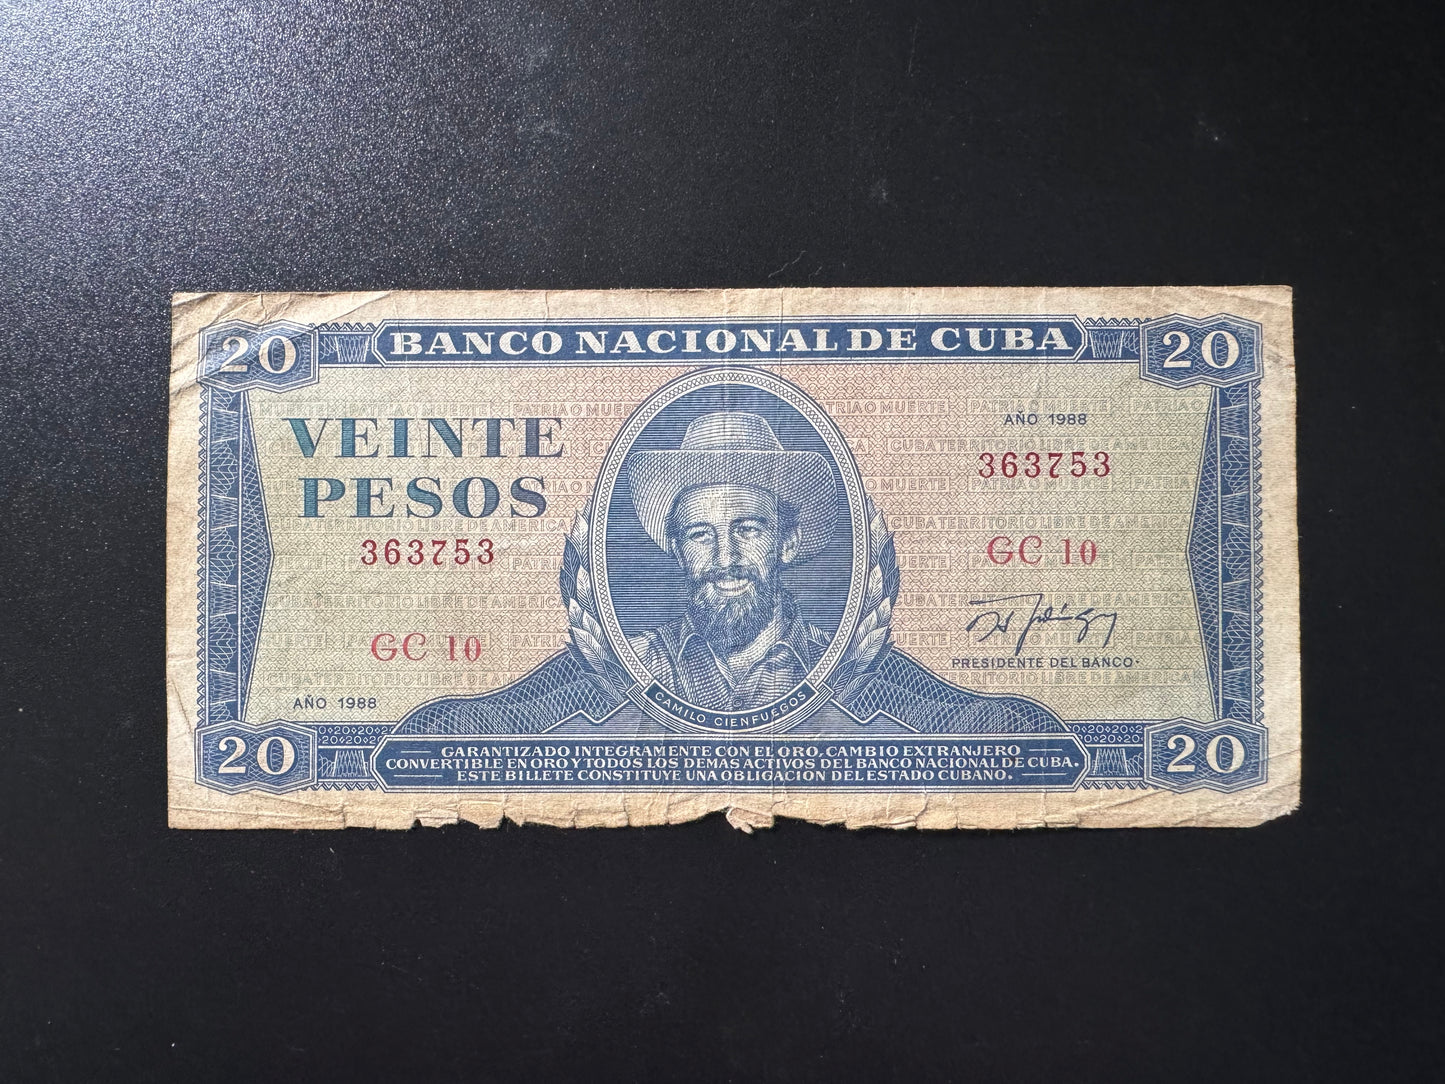 20 BANCO NACIONAL DE CUBA 20
VEINTE
PESOS
363753
GC 10
AÑO 1988
AÑO 1988
363753
GC 10
PRESIDENTE DEL BANCO.
PATRIA O MUERTE
CUBA TERRITORIO LIBRE DE AMERICA
CAMILO CIENFUEGOS
20 20
GARANTIZADO INTEGRAMENTE CON EL ORO, CAMBIO EXTRANJERO
CONVERTIBLE EN ORO Y TODOS LOS DEMAS ACTIVOS DEL BANCO NACIONAL DE CUBA.
ESTE BILLETE CONSTITUYE UNA OBLIGACION DEL ESTADO CUBANO.